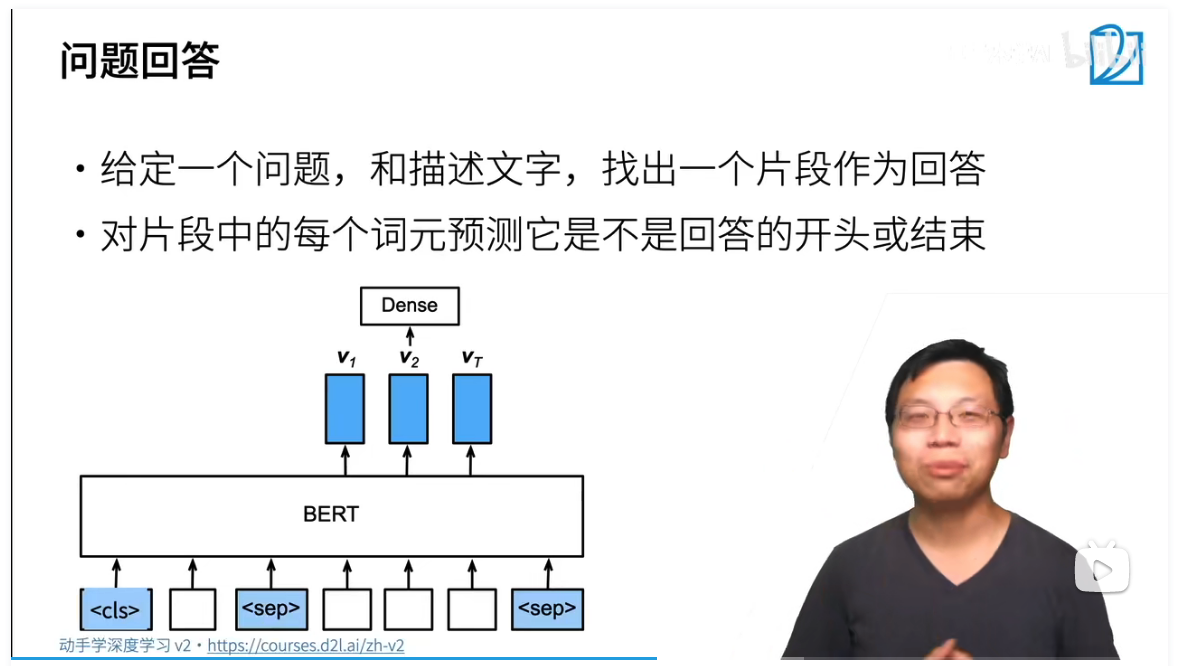 问题回答
• 给定一个问题，和描述文字，找出一个片段作为回答
• 对片段中的每个词元预测它是不是回答的开头或结束
Dense
v1 v2 vT
BERT
<cls> <sep> <sep>
动手学深度学习 v2 • https://courses.d2l.ai/zh-v2